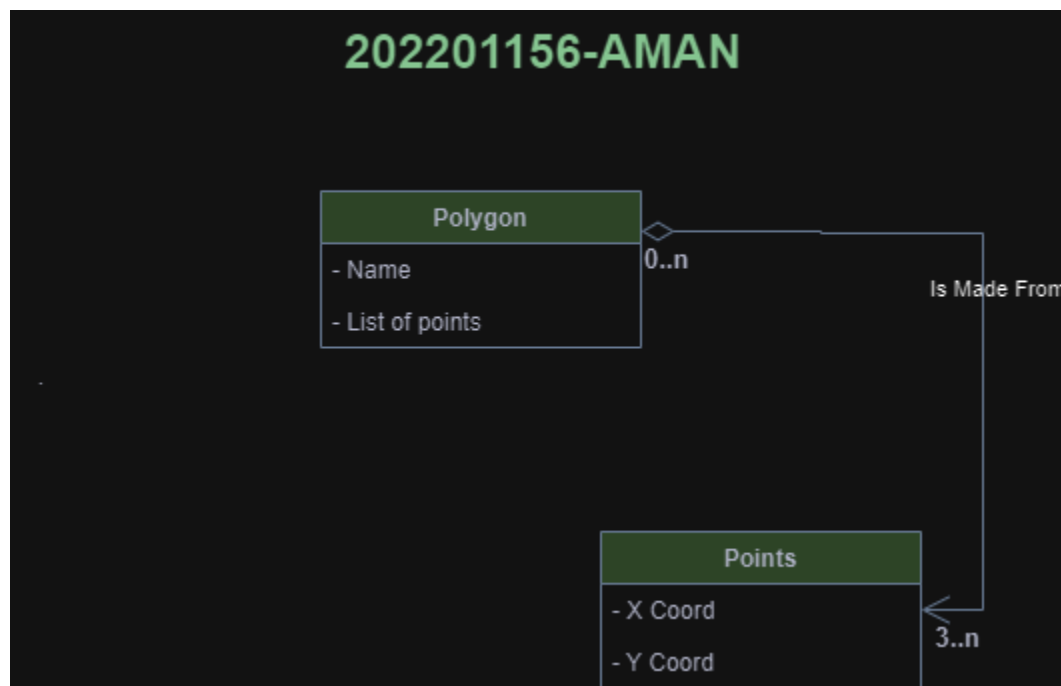 202201156-AMAN
Polygon
- Name
- List of points
0..n
Is Made From
Points
- X Coord
- Y Coord
3..n